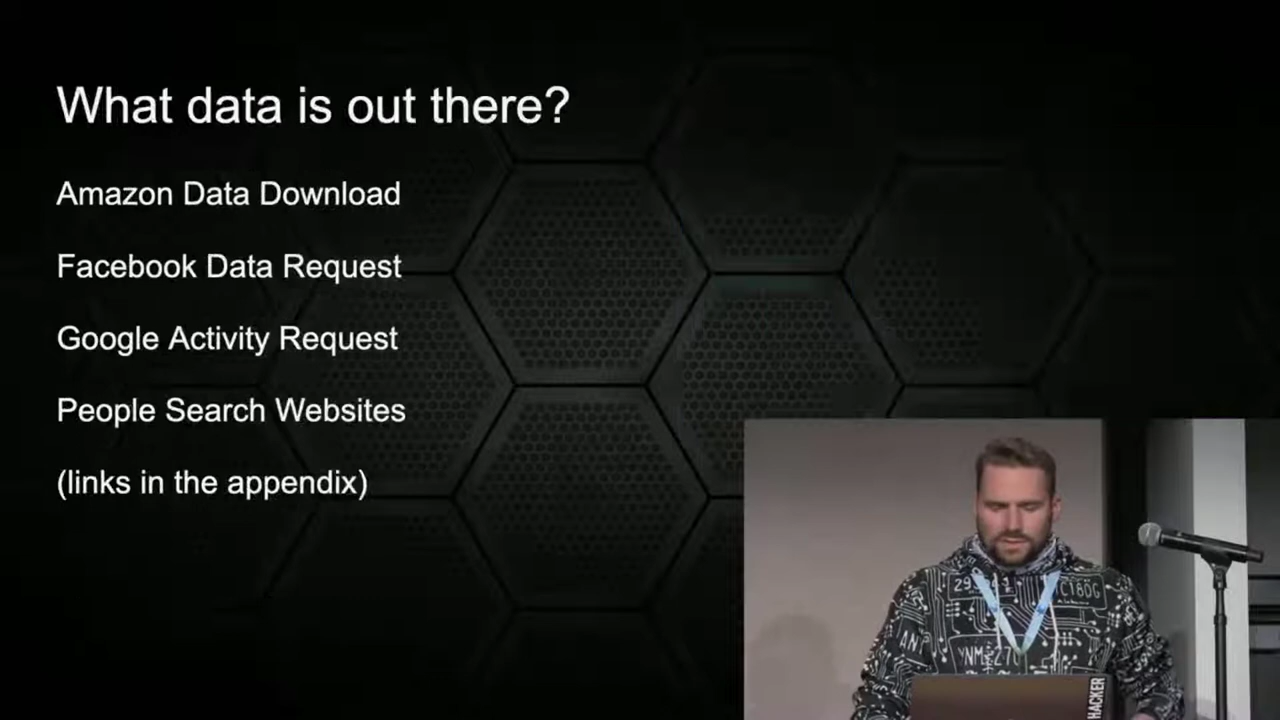 What data is out there?
Amazon Data Download
Facebook Data Request
Google Activity Request
People Search Websites
(links in the appendix)
C180G
HACKER